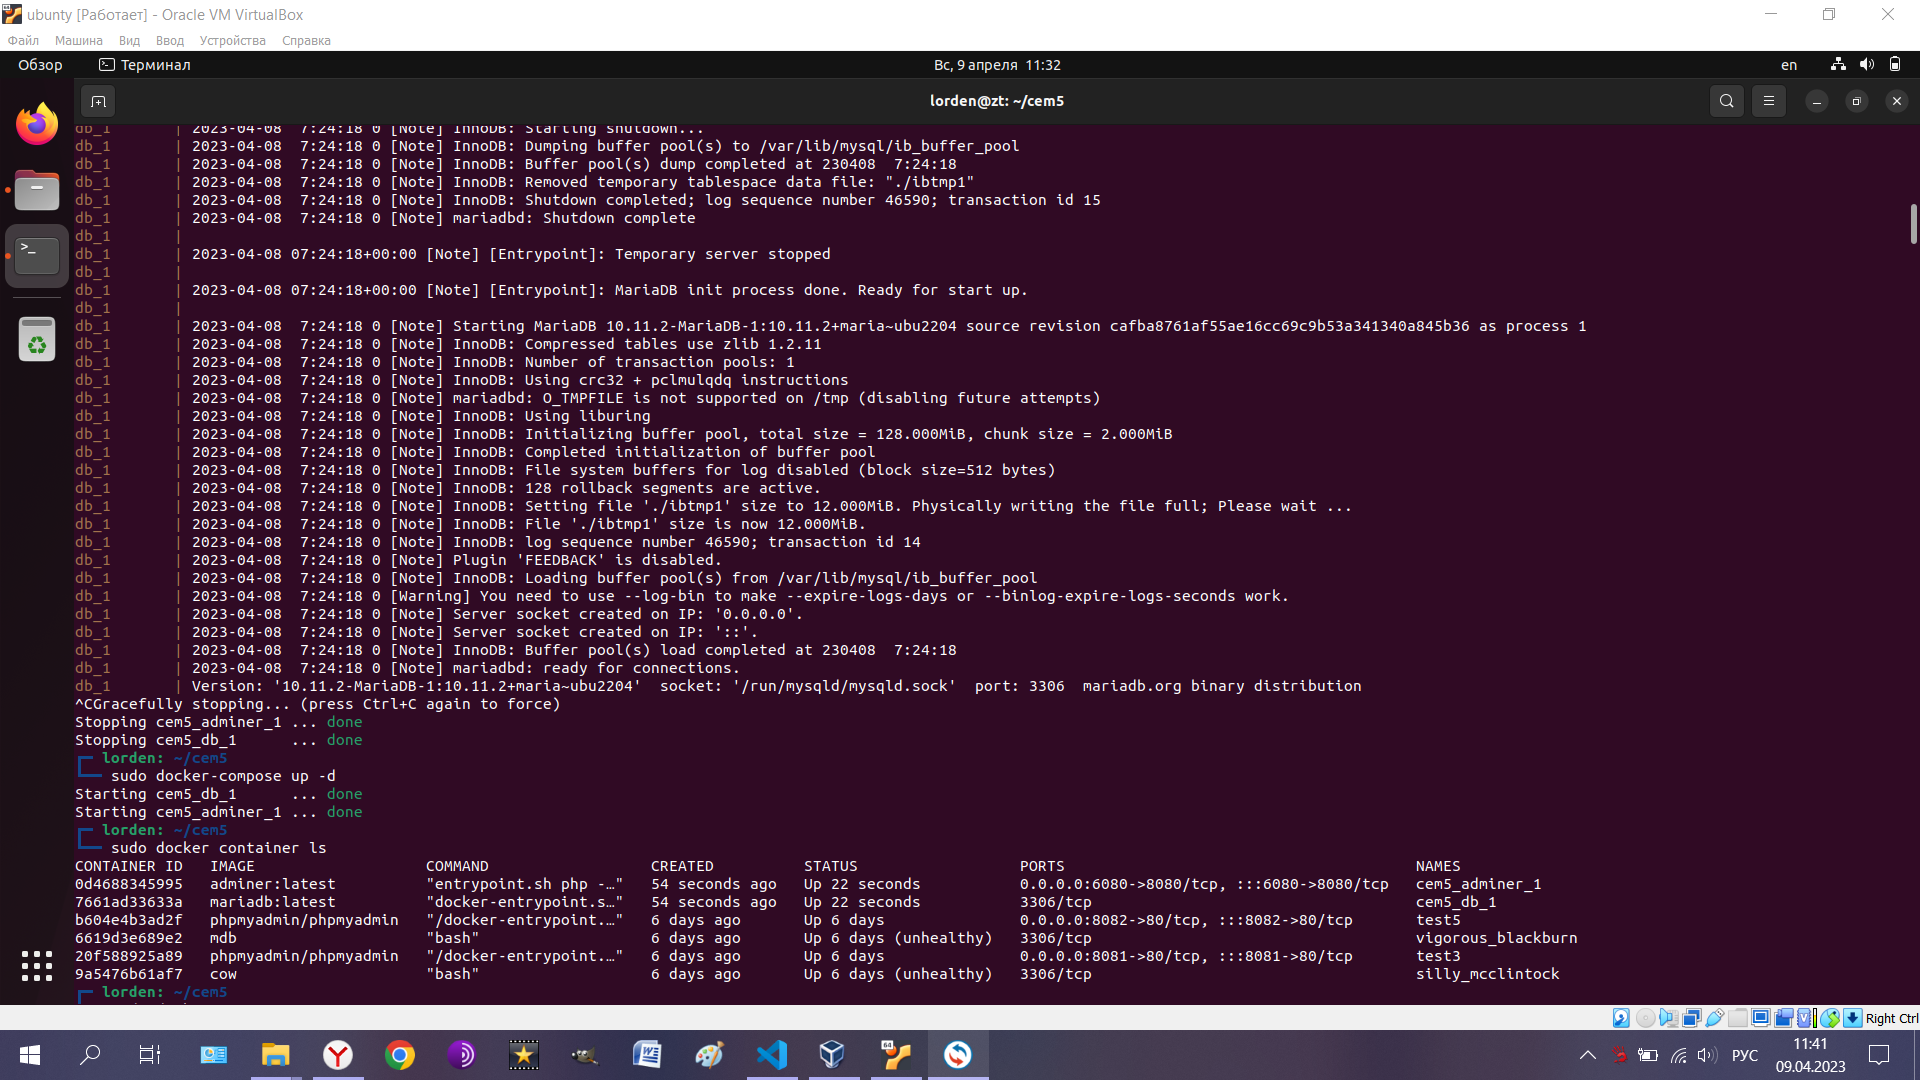 ubunty [Работает] - Oracle VM VirtualBox
Файл Машина Вид Ввод Устройства Справка
Обзор Терминал Вс, 9 апреля 11:32 en
lorden@zt: ~/cem5
db_1 | 2023-04-08 7:24:18 0 [Note] InnoDB: Starting shutdown...
db_1 | 2023-04-08 7:24:18 0 [Note] InnoDB: Dumping buffer pool(s) to /var/lib/mysql/ib_buffer_pool
db_1 | 2023-04-08 7:24:18 0 [Note] InnoDB: Buffer pool(s) dump completed at 230408 7:24:18
db_1 | 2023-04-08 7:24:18 0 [Note] InnoDB: Removed temporary tablespace data file: "./ibtmp1"
db_1 | 2023-04-08 7:24:18 0 [Note] InnoDB: Shutdown completed; log sequence number 46590; transaction id 15
db_1 | 2023-04-08 7:24:18 0 [Note] mariadbd: Shutdown complete
db_1 |
db_1 | 2023-04-08 07:24:18+00:00 [Note] [Entrypoint]: Temporary server stopped
db_1 |
db_1 | 2023-04-08 07:24:18+00:00 [Note] [Entrypoint]: MariaDB init process done. Ready for start up.
db_1 |
db_1 | 2023-04-08 7:24:18 0 [Note] Starting MariaDB 10.11.2-MariaDB-1:10.11.2+maria~ubu2204 source revision cafba8761af55ae16cc69c9b53a341340a845b36 as process 1
db_1 | 2023-04-08 7:24:18 0 [Note] InnoDB: Compressed tables use zlib 1.2.11
db_1 | 2023-04-08 7:24:18 0 [Note] InnoDB: Number of transaction pools: 1
db_1 | 2023-04-08 7:24:18 0 [Note] InnoDB: Using crc32 + pclmulqdq instructions
db_1 | 2023-04-08 7:24:18 0 [Note] mariadbd: O_TMPFILE is not supported on /tmp (disabling future attempts)
db_1 | 2023-04-08 7:24:18 0 [Note] InnoDB: Using liburing
db_1 | 2023-04-08 7:24:18 0 [Note] InnoDB: Initializing buffer pool, total size = 128.000MiB, chunk size = 2.000MiB
db_1 | 2023-04-08 7:24:18 0 [Note] InnoDB: Completed initialization of buffer pool
db_1 | 2023-04-08 7:24:18 0 [Note] InnoDB: File system buffers for log disabled (block size=512 bytes)
db_1 | 2023-04-08 7:24:18 0 [Note] InnoDB: 128 rollback segments are active.
db_1 | 2023-04-08 7:24:18 0 [Note] InnoDB: Setting file './ibtmp1' size to 12.000MiB. Physically writing the file full; Please wait ...
db_1 | 2023-04-08 7:24:18 0 [Note] InnoDB: File './ibtmp1' size is now 12.000MiB.
db_1 | 2023-04-08 7:24:18 0 [Note] InnoDB: log sequence number 46590; transaction id 14
db_1 | 2023-04-08 7:24:18 0 [Note] Plugin 'FEEDBACK' is disabled.
db_1 | 2023-04-08 7:24:18 0 [Note] InnoDB: Loading buffer pool(s) from /var/lib/mysql/ib_buffer_pool
db_1 | 2023-04-08 7:24:18 0 [Warning] You need to use --log-bin to make --expire-logs-days or --binlog-expire-logs-seconds work.
db_1 | 2023-04-08 7:24:18 0 [Note] Server socket created on IP: '0.0.0.0'.
db_1 | 2023-04-08 7:24:18 0 [Note] Server socket created on IP: '::'.
db_1 | 2023-04-08 7:24:18 0 [Note] InnoDB: Buffer pool(s) load completed at 230408 7:24:18
db_1 | 2023-04-08 7:24:18 0 [Note] mariadbd: ready for connections.
db_1 | Version: '10.11.2-MariaDB-1:10.11.2+maria~ubu2204' socket: '/run/mysqld/mysqld.sock' port: 3306 mariadb.org binary distribution
^CGracefully stopping... (press Ctrl+C again to force)
Stopping cem5_adminer_1 ... done
Stopping cem5_db_1 ... done
lorden: ~/cem5
sudo docker-compose up -d
Starting cem5_db_1 ... done
Starting cem5_adminer_1 ... done
lorden: ~/cem5
sudo docker container ls
CONTAINER ID IMAGE COMMAND CREATED STATUS PORTS NAMES
0d4688345995 adminer:latest "entrypoint.sh php -…" 54 seconds ago Up 22 seconds 0.0.0.0:6080->8080/tcp, :::6080->8080/tcp cem5_adminer_1
7661ad33633a mariadb:latest "docker-entrypoint.s…" 54 seconds ago Up 22 seconds 3306/tcp cem5_db_1
b604e4b3ad2f phpmyadmin/phpmyadmin "/docker-entrypoint.…" 6 days ago Up 6 days 0.0.0.0:8082->80/tcp, :::8082->80/tcp test5
6619d3e689e2 mdb "bash" 6 days ago Up 6 days (unhealthy) 3306/tcp vigorous_blackburn
20f588925a89 phpmyadmin/phpmyadmin "/docker-entrypoint.…" 6 days ago Up 6 days 0.0.0.0:8081->80/tcp, :::8081->80/tcp test3
9a5476b61af7 cow "bash" 6 days ago Up 6 days (unhealthy) 3306/tcp silly_mcclintock
lorden: ~/cem5
Right Ctrl
РУС 11:41
09.04.2023